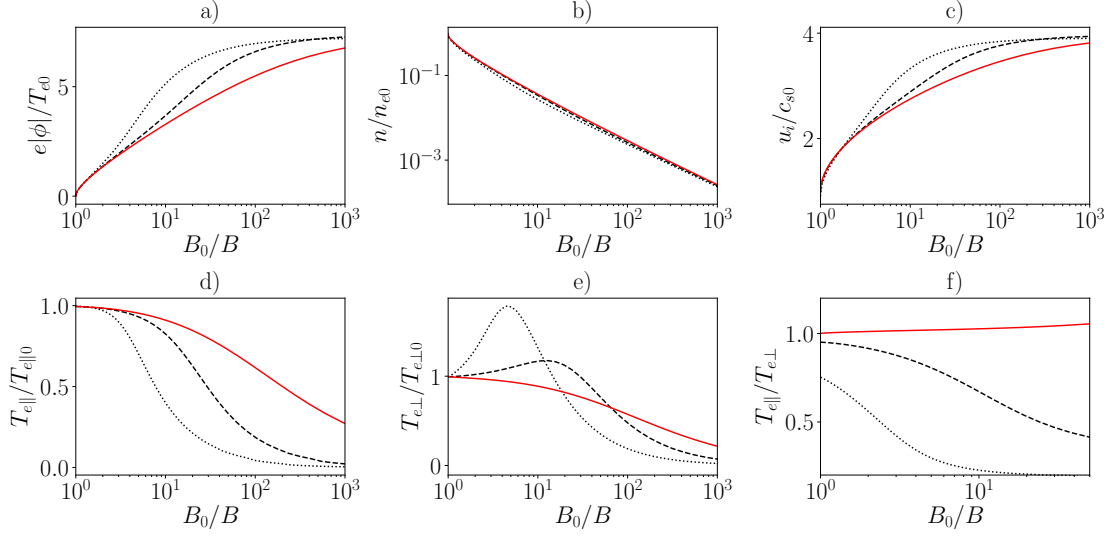 a)
e|ϕ|/T_{e0}
5
0
10^0
10^1
10^2
10^3
B_0/B
b)
n/n_{e0}
10^{-1}
10^{-3}
10^1
10^2
10^3
B_0/B
c)
u_i/c_{s0}
4
2
10^0
10^1
10^2
10^3
B_0/B
d)
T_{e∥}/T_{e∥0}
1.0
0.5
0.0
10^0
10^1
10^2
10^3
B_0/B
e)
T_{e⊥}/T_{e⊥0}
1
0
10^0
10^1
10^2
10^3
B_0/B
f)
T_{e∥}/T_{e⊥}
1.0
0.5
10^0
10^1
B_0/B